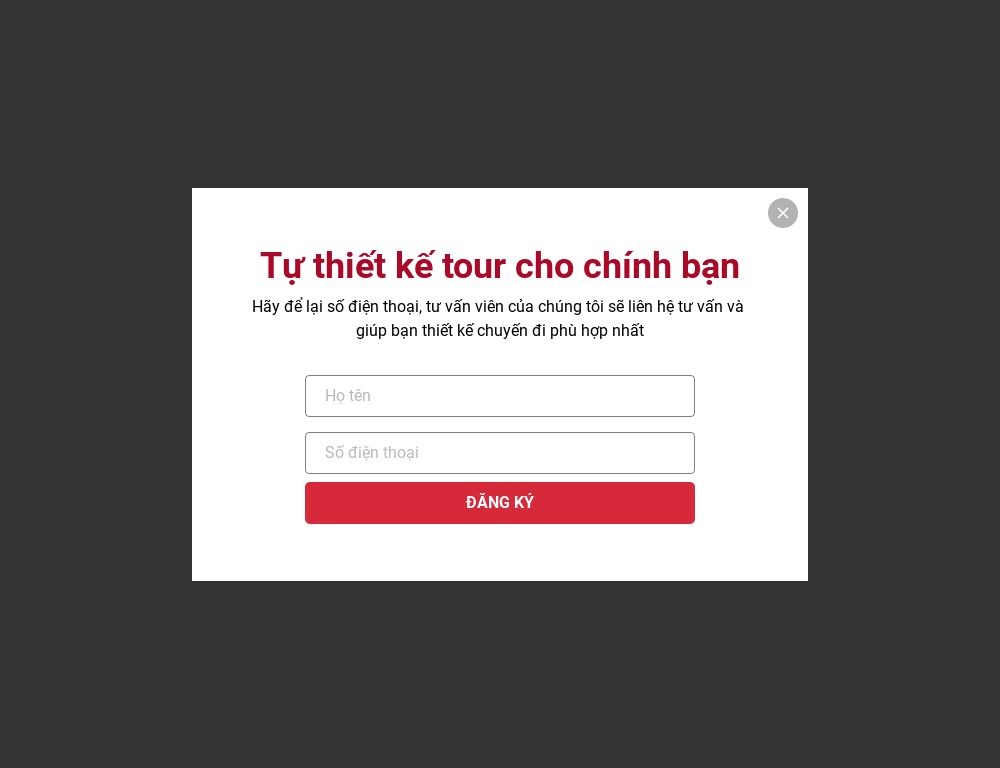 Tự thiết kế tour cho chính bạn
Hãy để lại số điện thoại, tư vấn viên của chúng tôi sẽ liên hệ tư vấn và
giúp bạn thiết kế chuyến đi phù hợp nhất
Họ tên
Số điện thoại
ĐĂNG KÝ